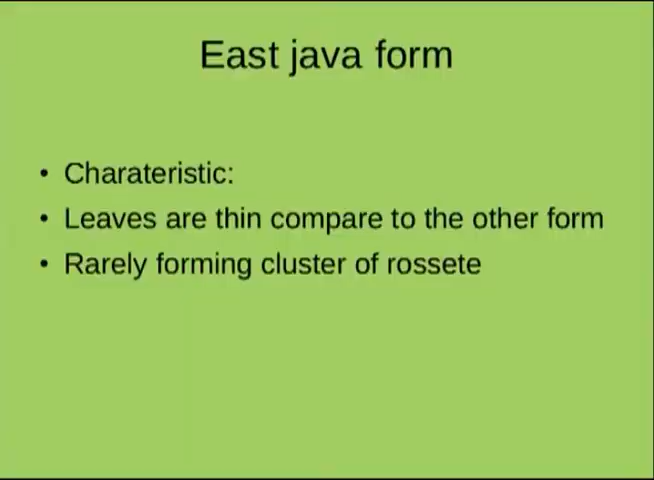 East java form
• Charateristic:
• Leaves are thin compare to the other form
• Rarely forming cluster of rossete